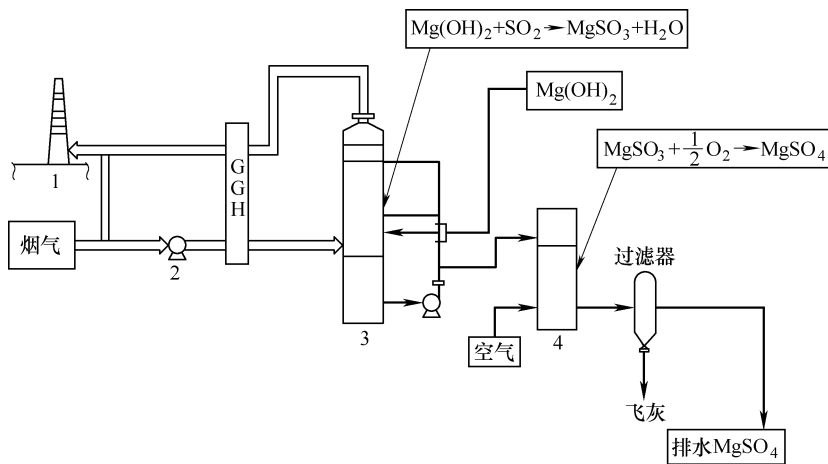 Mg(OH)₂+SO₂→MgSO₃+H₂O
Mg(OH)₂
MgSO₃+1/2O₂→MgSO₄
GGH
1
烟气
2
3
过滤器
空气
4
飞灰
排水MgSO₄